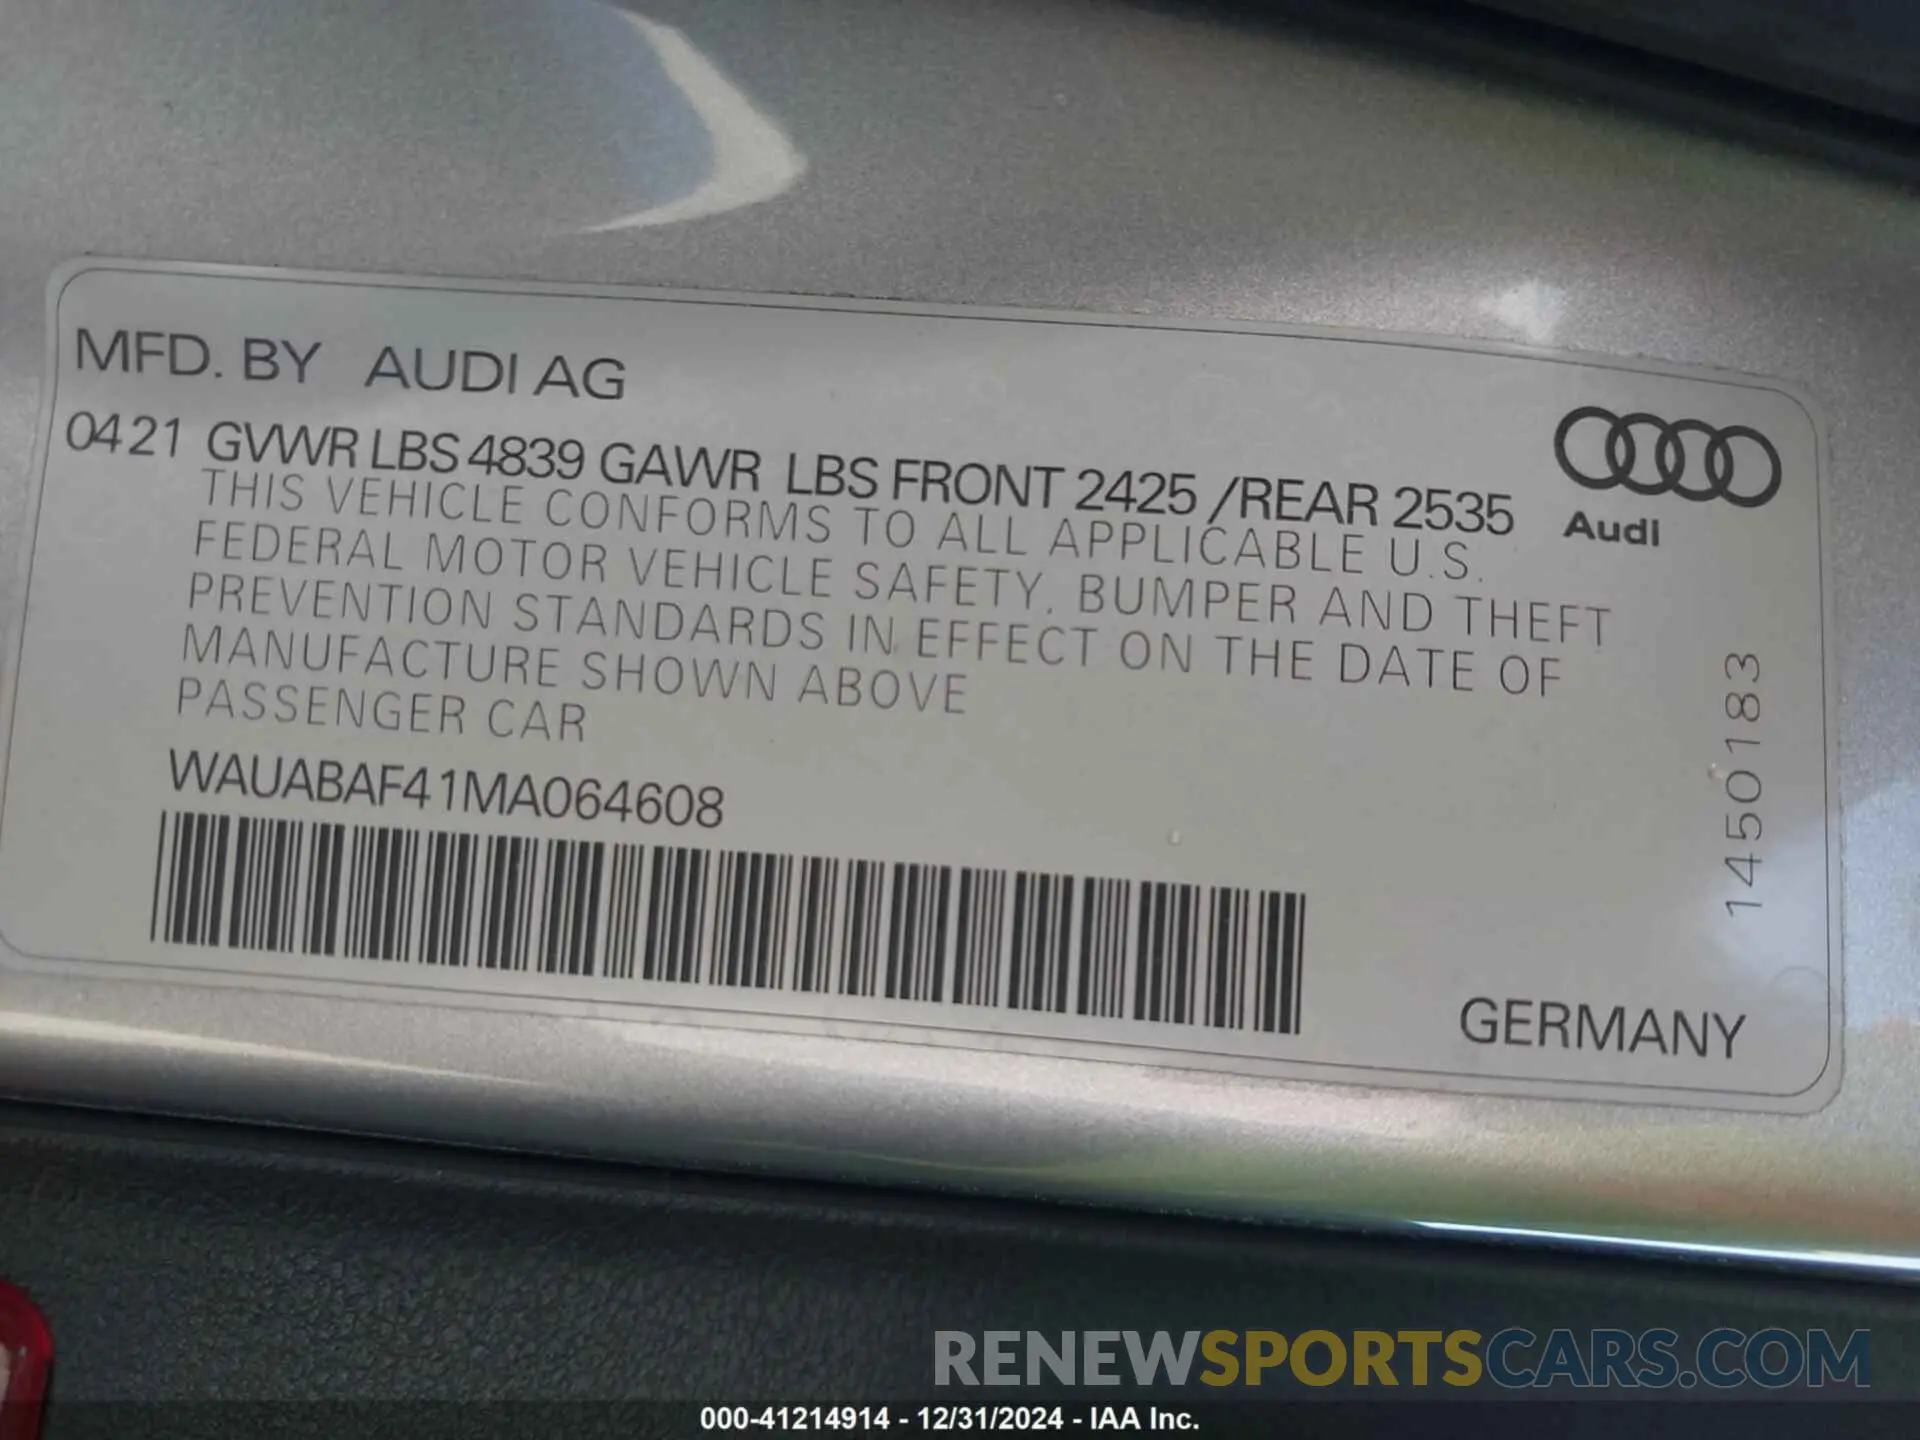 MFD. BY AUDI AG
0421 GVWR LBS 4839 GAWR LBS FRONT 2425 /REAR 2535
THIS VEHICLE CONFORMS TO ALL APPLICABLE U.S.
FEDERAL MOTOR VEHICLE SAFETY, BUMPER AND THEFT
PREVENTION STANDARDS IN EFFECT ON THE DATE OF
MANUFACTURE SHOWN ABOVE
PASSENGER CAR
WAUABAF41MA064608
Audi
1450183
GERMANY
RENEWSPORTSCARS.COM
000-41214914 - 12/31/2024 - IAA Inc.